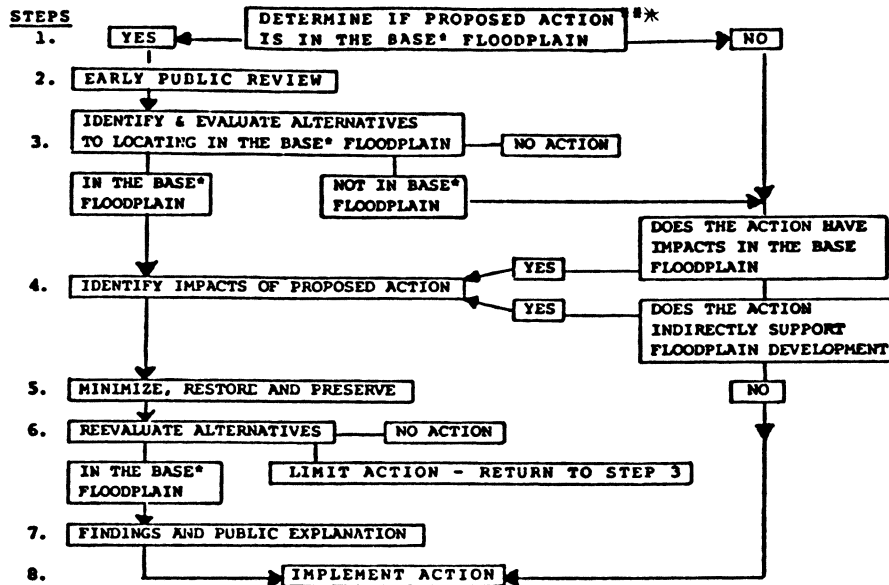 STEPS
DETERMINE IF PROPOSED ACTION**
1. YES IS IN THE BASE* FLOODPLAIN NO
2. EARLY PUBLIC REVIEW
IDENTIFY & EVALUATE ALTERNATIVES
3. TO LOCATING IN THE BASE* FLOODPLAIN NO ACTION
IN THE BASE*
FLOODPLAIN
NOT IN BASE*
FLOODPLAIN
DOES THE ACTION HAVE
IMPACTS IN THE BASE
FLOODPLAIN
YES
4. IDENTIFY IMPACTS OF PROPOSED ACTION
YES
DOES THE ACTION
INDIRECTLY SUPPORT
FLOODPLAIN DEVELOPMENT
5. MINIMIZE, RESTORE AND PRESERVE
NO
6. REEVALUATE ALTERNATIVES NO ACTION
IN THE BASE*
FLOODPLAIN
LIMIT ACTION - RETURN TO STEP 3
7. FINDINGS AND PUBLIC EXPLANATION
8. IMPLEMENT ACTION